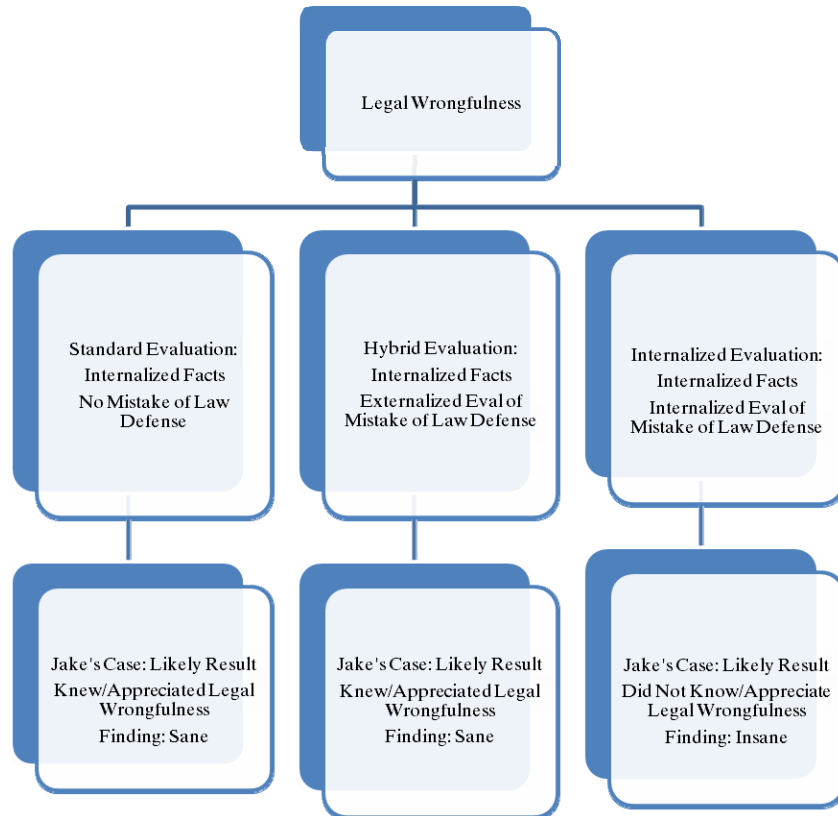 Legal Wrongfulness
Standard Evaluation:
Internalized Facts
No Mistake of Law
Defense
Hybrid Evaluation:
Internalized Facts
Externalized Eval of
Mistake of Law Defense
Internalized Evaluation:
Internalized Facts
Internalized Eval of
Mistake of Law Defense
Jake's Case: Likely Result
Knew/Appreciated Legal
Wrongfulness
Finding: Sane
Jake's Case: Likely Result
Knew/Appreciated Legal
Wrongfulness
Finding: Sane
Jake's Case: Likely Result
Did Not Know/Appreciate
Legal Wrongfulness
Finding: Insane